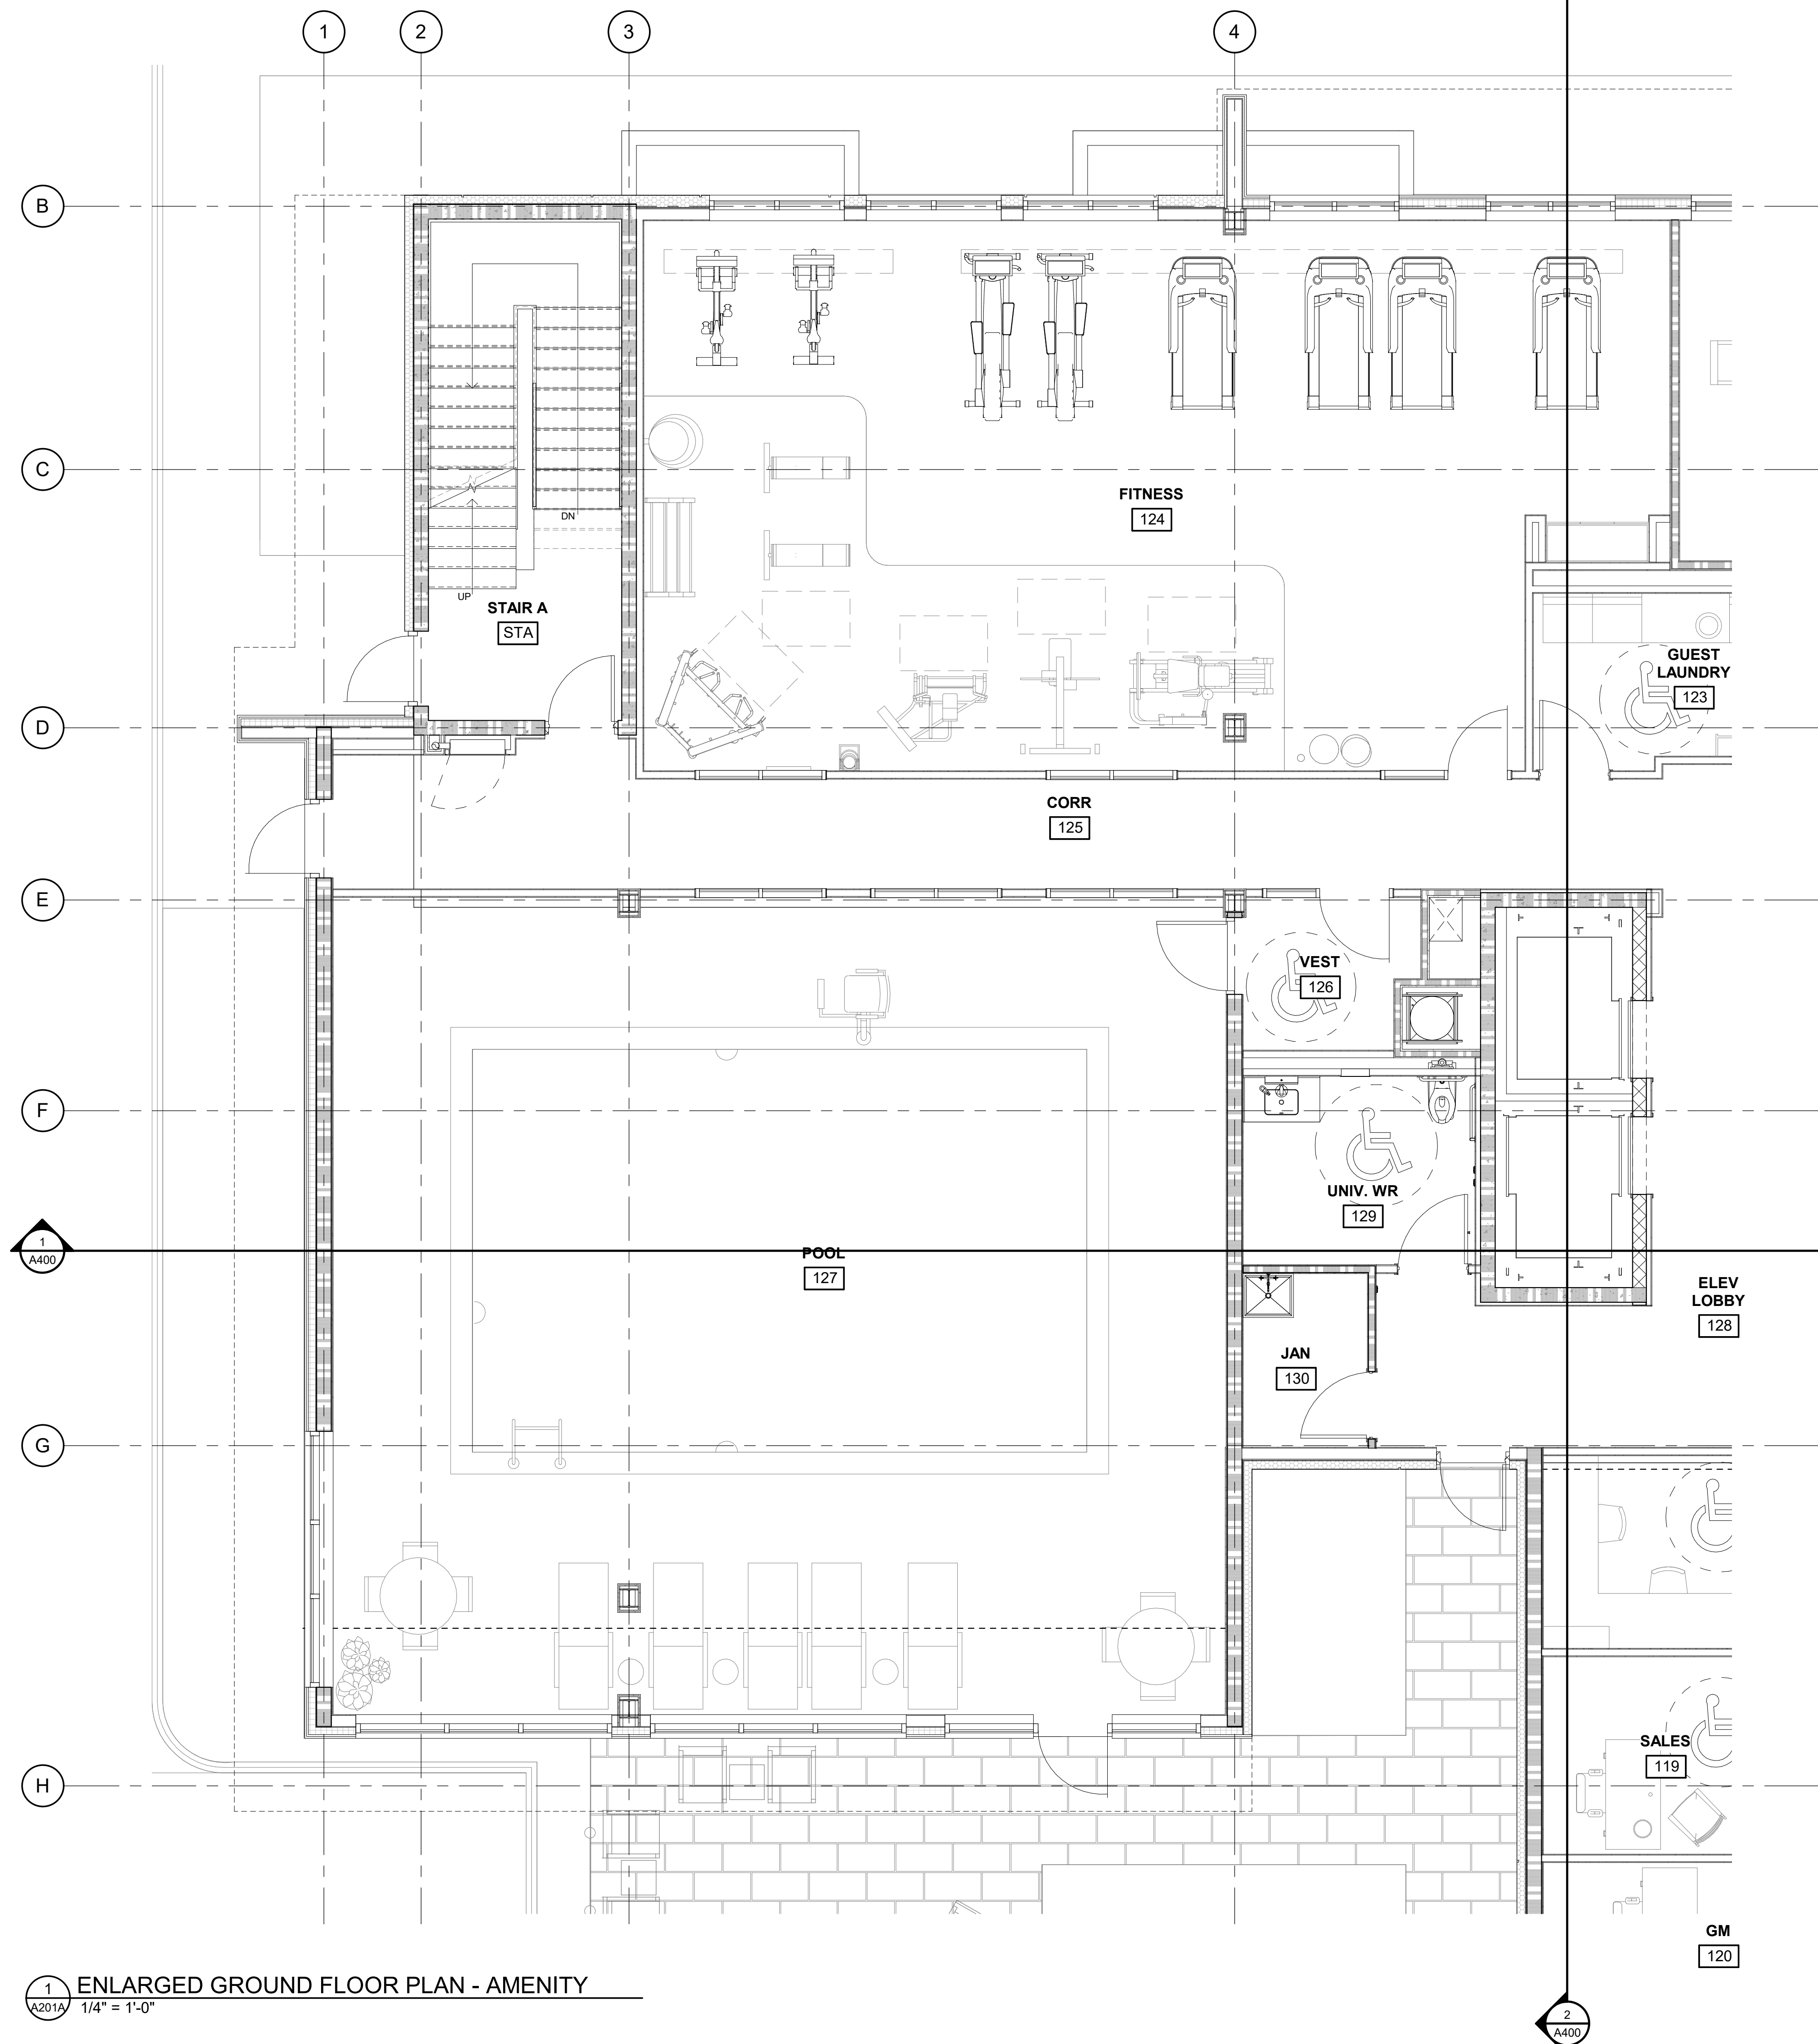 1
2
3
4
B
C
D
E
F
G
H
FITNESS
124
DN
UP
STAIR A
STA
GUEST
LAUNDRY
123
CORR
125
VEST
126
UNIV. WR
129
1
A400
POOL
127
ELEV
LOBBY
128
JAN
130
SALES
119
GM
120
1
A201A
ENLARGED GROUND FLOOR PLAN - AMENITY
1/4" = 1'-0"
2
A400